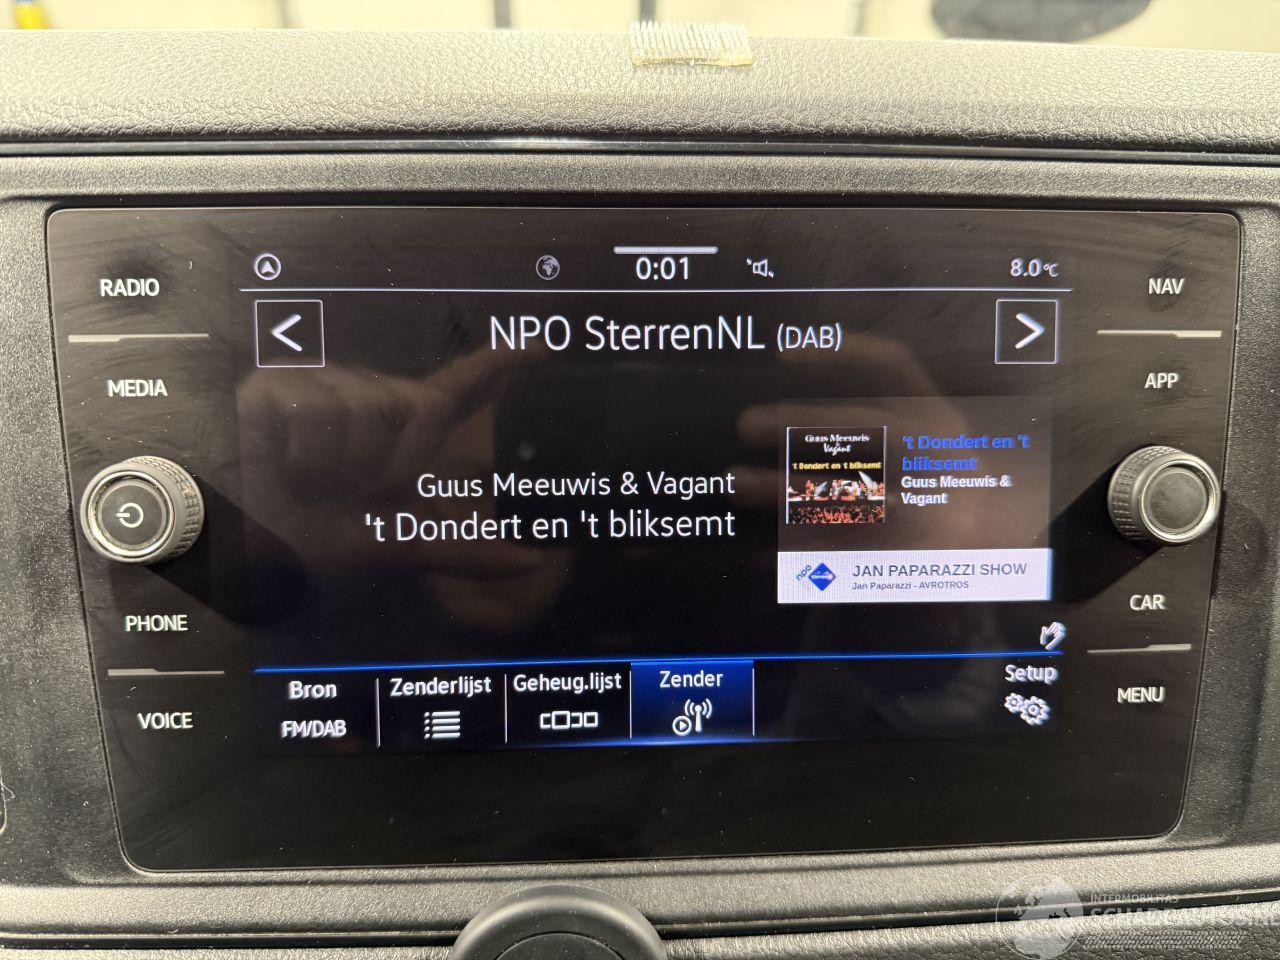 RADIO
MEDIA
PHONE
VOICE
0:01
8.0°C
<
NPO SterrenNL (DAB)
>
Guus Meeuwis & Vagant
't Dondert en 't bliksemt
Guus Meeuwis
& Vagant
't Dondert en 't bliksemt
't Dondert en 't
bliksemt
Guus Meeuwis &
Vagant
npo
JAN PAPARAZZI SHOW
Jan Paparazzi - AVROTROS
Bron
FM/DAB
Zenderlijst
Geheug.lijst
Zender
Setup
NAV
APP
CAR
MENU
INTERMOBILITAS